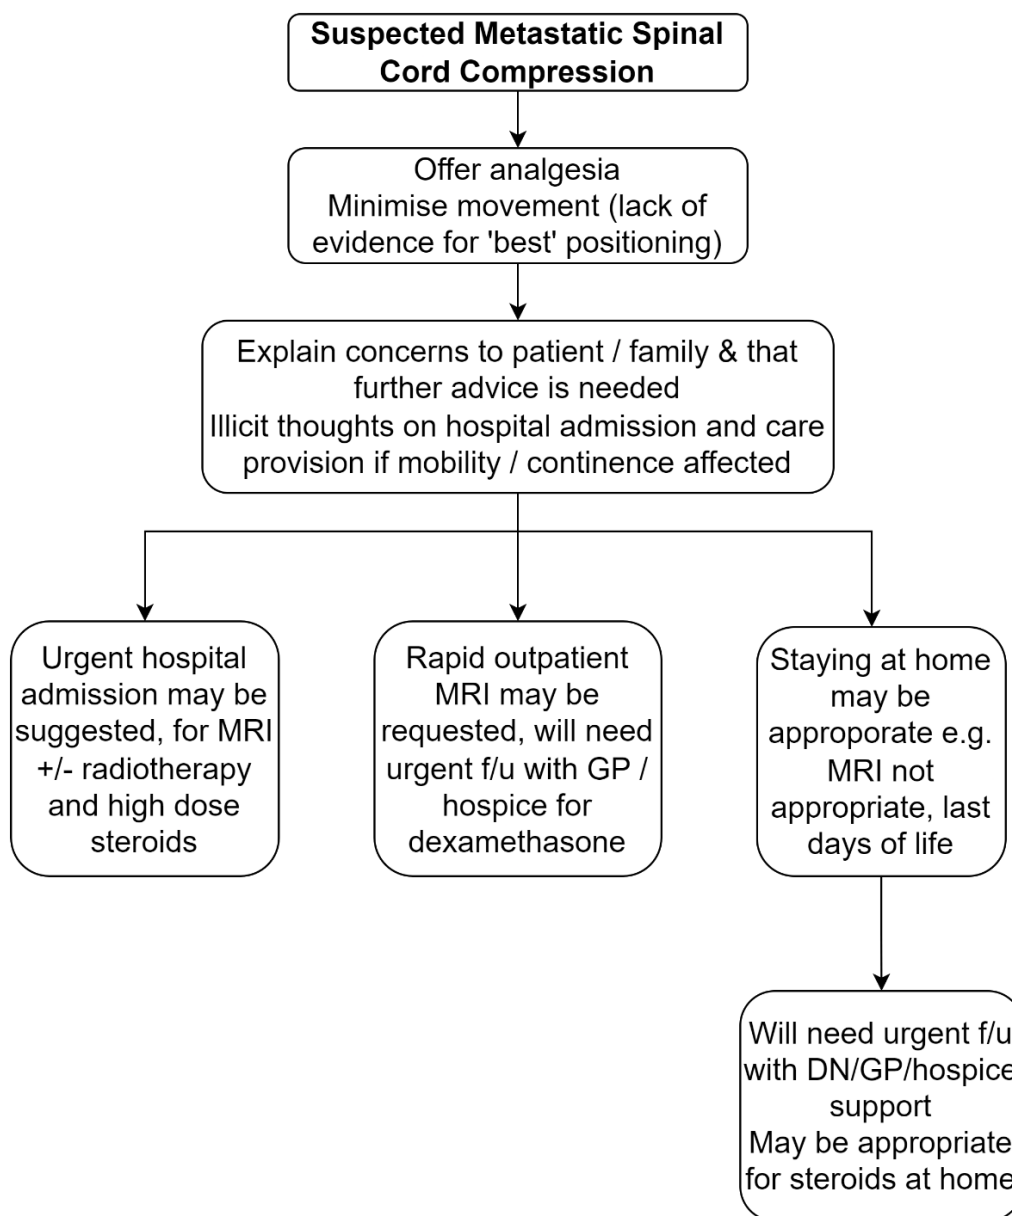 Suspected Metastatic Spinal
Cord Compression
Offer analgesia
Minimise movement (lack of
evidence for 'best' positioning)
Explain concerns to patient / family & that
further advice is needed
Illicit thoughts on hospital admission and care
provision if mobility / continence affected
Urgent hospital
admission may be
suggested, for MRI
+/- radiotherapy
and high dose
steroids
Rapid outpatient
MRI may be
requested, will need
urgent f/u with GP /
hospice for
dexamethasone
Staying at home
may be
approporate e.g.
MRI not
appropriate, last
days of life
Will need urgent f/u
with DN/GP/hospice
support
May be appropriate
for steroids at home